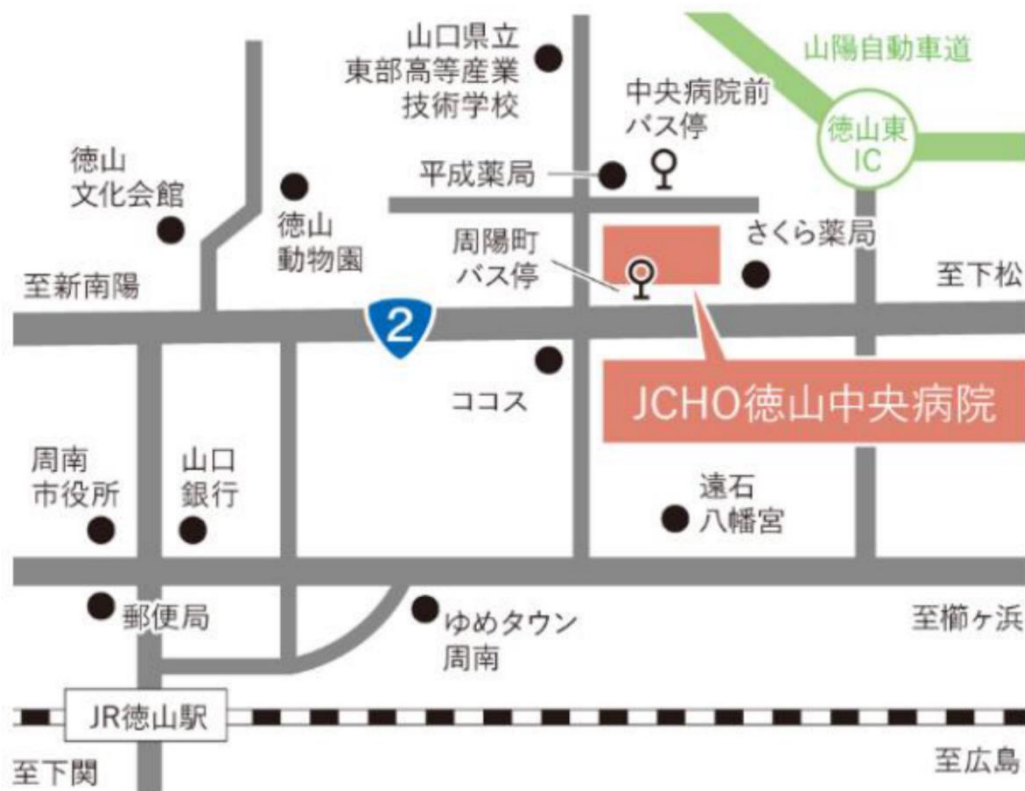 山口県立
東部高等産業
技術学校
山陽自動車道
中央病院前
バス停
徳山東
IC
徳山
文化会館
平成薬局
徳山
動物園
周陽町
バス停
さくら薬局
至新南陽
至下松
2
ココス
JCHO徳山中央病院
周南
市役所
山口
銀行
遠石
八幡宮
郵便局
ゆめタウン
周南
至櫛ヶ浜
JR徳山駅
至下関
至広島